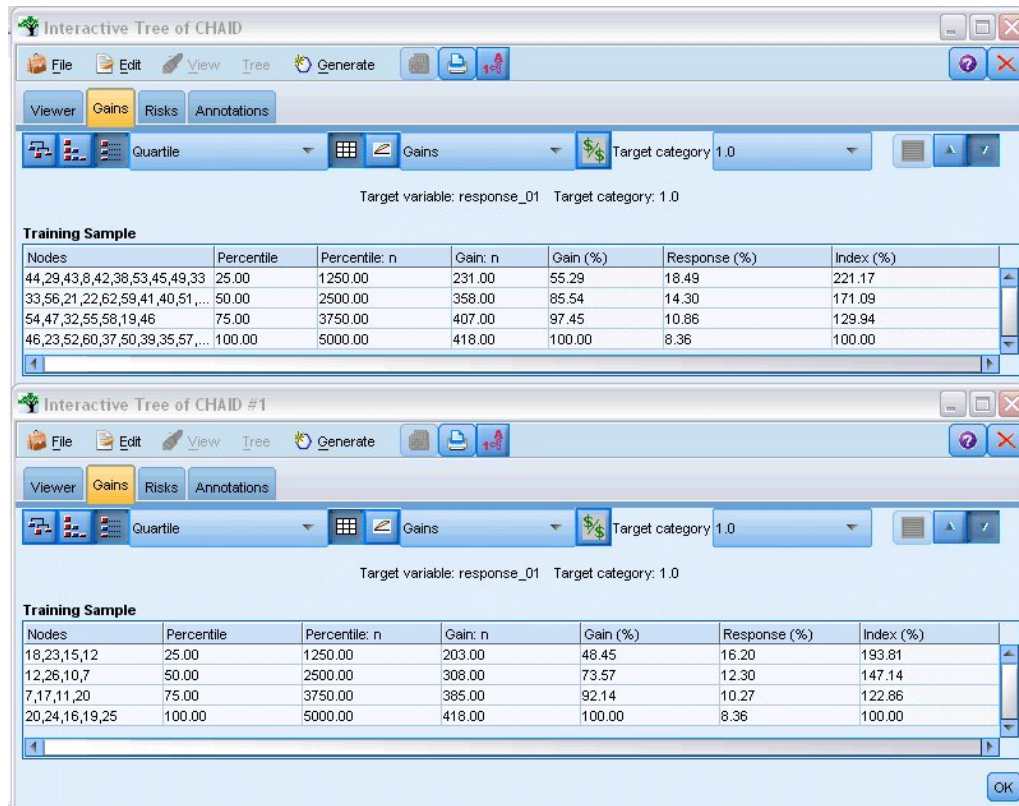 Interactive Tree of CHAID
File Edit View Tree Generate
Viewer Gains Risks Annotations
Quartile Gains Target category 1.0
Target variable: response_01 Target category: 1.0
Training Sample
Nodes Percentile Percentile: n Gain: n Gain (%) Response (%) Index (%)
44,29,43,8,42,38,53,45,49,33 25.00 1250.00 231.00 55.29 18.49 221.17
33,56,21,22,62,59,41,40,51,... 50.00 2500.00 358.00 85.54 14.30 171.09
54,47,32,55,58,19,46 75.00 3750.00 407.00 97.45 10.86 129.94
46,23,52,60,37,50,39,35,57,... 100.00 5000.00 418.00 100.00 8.36 100.00
Interactive Tree of CHAID #1
File Edit View Tree Generate
Viewer Gains Risks Annotations
Quartile Gains Target category 1.0
Target variable: response_01 Target category: 1.0
Training Sample
Nodes Percentile Percentile: n Gain: n Gain (%) Response (%) Index (%)
18,23,15,12 25.00 1250.00 203.00 48.45 16.20 193.81
12,26,10,7 50.00 2500.00 308.00 73.57 12.30 147.14
7,17,11,20 75.00 3750.00 385.00 92.14 10.27 122.86
20,24,16,19,25 100.00 5000.00 418.00 100.00 8.36 100.00
OK